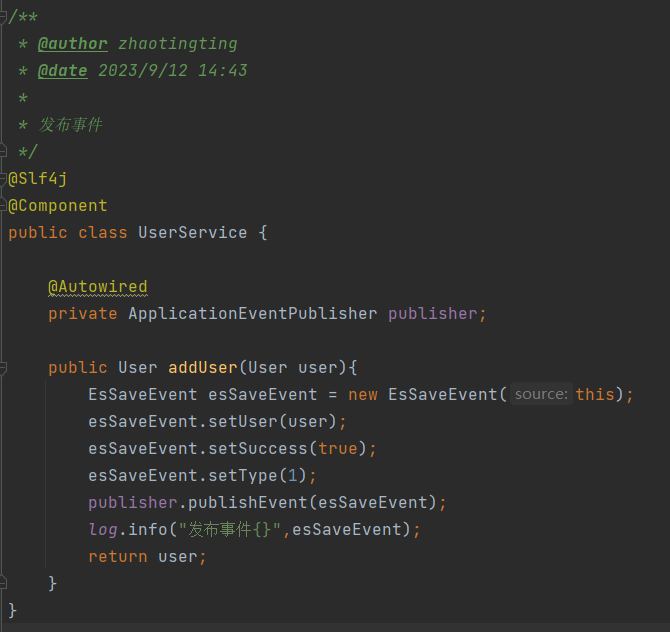 /**
 * @author zhaotingting
 * @date 2023/9/12 14:43
 *
 * 发布事件
 */
@Slf4j
@Component
public class UserService {
    @Autowired
    private ApplicationEventPublisher publisher;
    public User addUser(User user){
        EsSaveEvent esSaveEvent = new EsSaveEvent( source: this);
        esSaveEvent.setUser(user);
        esSaveEvent.setSuccess(true);
        esSaveEvent.setType(1);
        publisher.publishEvent(esSaveEvent);
        log.info("发布事件{}",esSaveEvent);
        return user;
    }
}